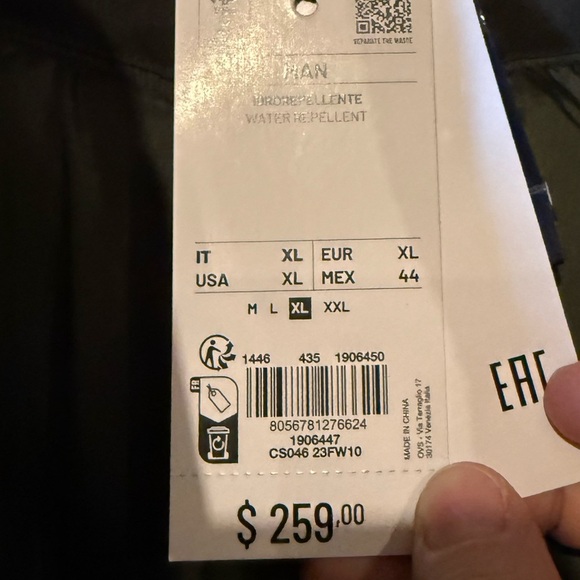 SEPARATE THE WASTE
MAN
IDROREPELLENTE
WATER REPELLENT
IT XL EUR XL
USA XL MEX 44
M L XL XXL
FR
1446 435 1906450
8056781276624
1906447
CS046 23FW10
MADE IN CHINA
OVS - Via Terraglio 17
30174 Venezia Italia
EAC
$ 259,00